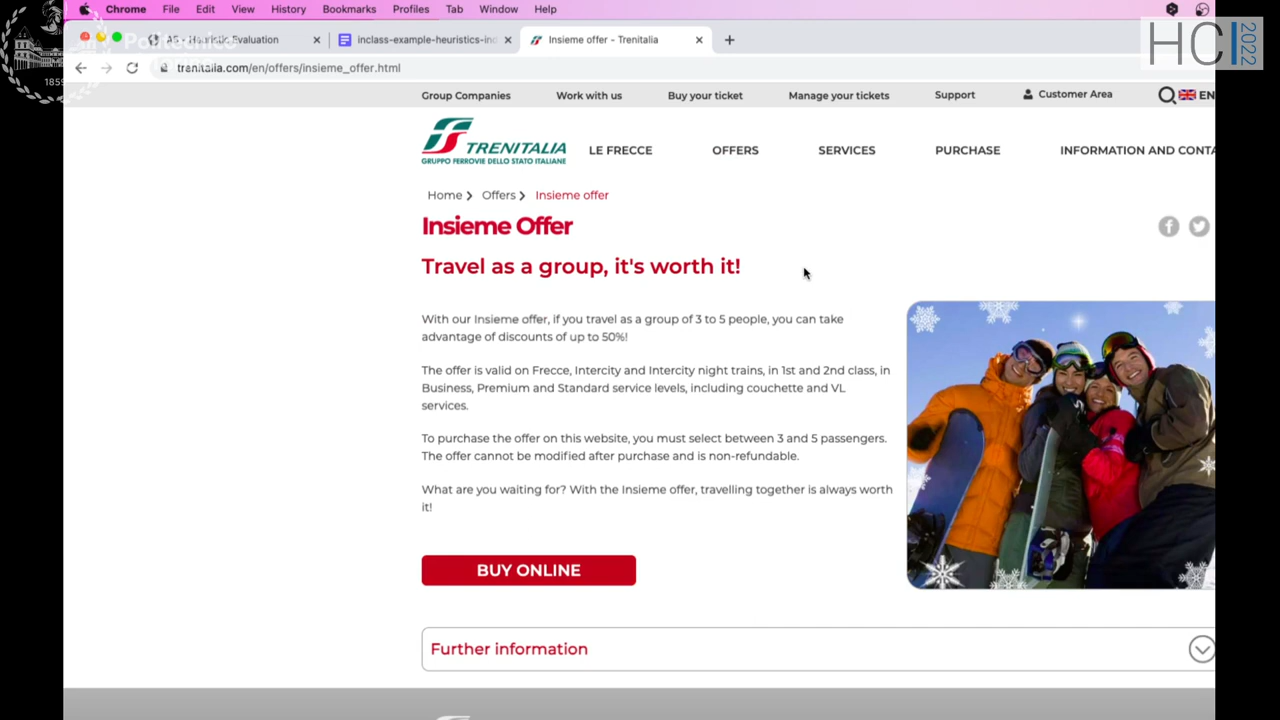 Chrome File Edit View History Bookmarks Profiles Tab Window Help
Heuristic Evaluation
inclass-example-heuristics-ind
Insieme offer - Trenitalia
HCI 2022
Politecnico
1859
trenitalia.com/en/offers/insieme_offer.html
Group Companies Work with us Buy your ticket Manage your tickets Support Customer Area EN
TRENITALIA
GRUPPO FERROVIE DELLO STATO ITALIANE
LE FRECCE OFFERS SERVICES PURCHASE INFORMATION AND CONTA
Home Offers Insieme offer
Insieme Offer
Travel as a group, it's worth it!
With our Insieme offer, if you travel as a group of 3 to 5 people, you can take
advantage of discounts of up to 50%!
The offer is valid on Frecce, Intercity and Intercity night trains, in 1st and 2nd class, in
Business, Premium and Standard service levels, including couchette and VL
services.
To purchase the offer on this website, you must select between 3 and 5 passengers.
The offer cannot be modified after purchase and is non-refundable.
What are you waiting for? With the Insieme offer, travelling together is always worth
it!
BUY ONLINE
Further information